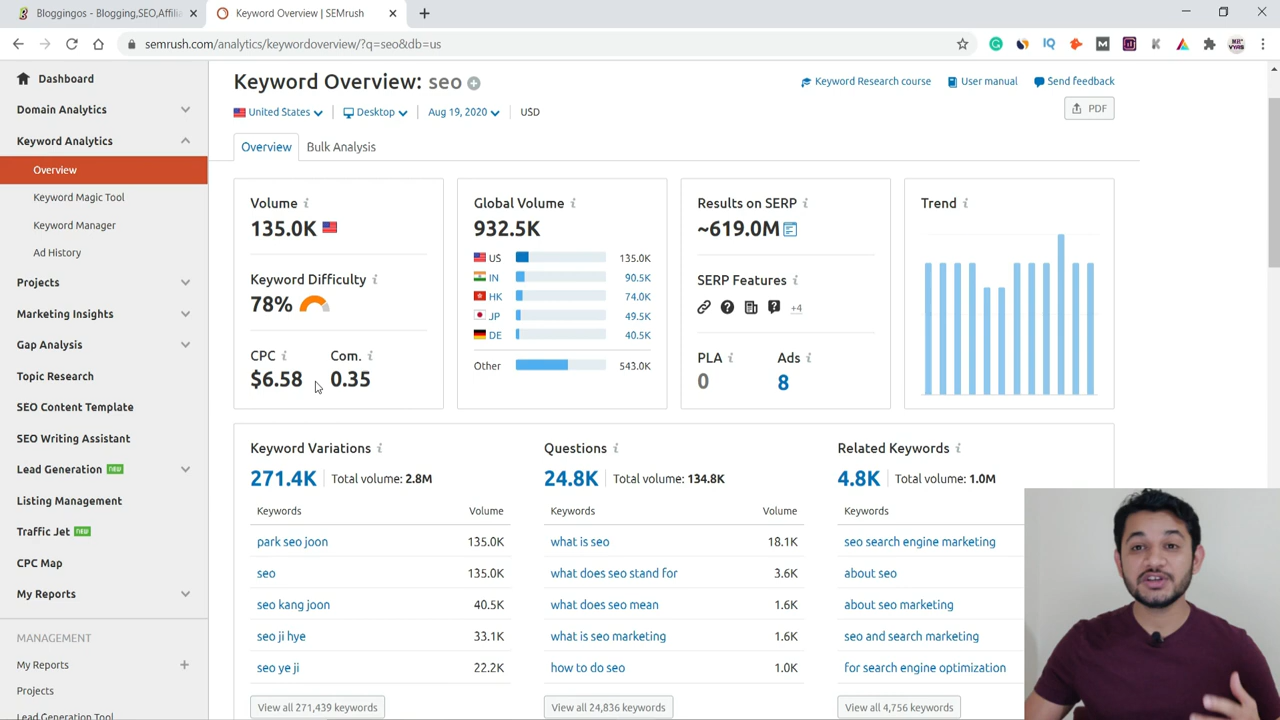 Bloggingos - Blogging,SEO,Affili
Keyword Overview | SEMrush
semrush.com/analytics/keywordoverview/?q=seo&db=us
Dashboard
Domain Analytics
Keyword Analytics
Overview
Keyword Magic Tool
Keyword Manager
Ad History
Projects
Marketing Insights
Gap Analysis
Topic Research
SEO Content Template
SEO Writing Assistant
Lead Generation new
Listing Management
Traffic Jet new
CPC Map
My Reports
MANAGEMENT
My Reports
Projects
Lead Generation Tool
Keyword Overview: seo
Keyword Research course
User manual
Send feedback
United States
Desktop
Aug 19, 2020
USD
PDF
Overview
Bulk Analysis
Volume
135.0K
Keyword Difficulty
78%
CPC Com.
$6.58 0.35
Global Volume
932.5K
US 135.0K
IN 90.5K
HK 74.0K
JP 49.5K
DE 40.5K
Other 543.0K
Results on SERP
~619.0M
SERP Features
+4
PLA Ads
0 8
Trend
Keyword Variations
271.4K Total volume: 2.8M
Keywords Volume
park seo joon 135.0K
seo 135.0K
seo kang joon 40.5K
seo ji hye 33.1K
seo ye ji 22.2K
View all 271,439 keywords
Questions
24.8K Total volume: 134.8K
Keywords Volume
what is seo 18.1K
what does seo stand for 3.6K
what does seo mean 1.6K
what is seo marketing 1.6K
how to do seo 1.0K
View all 24,836 keywords
Related Keywords
4.8K Total volume: 1.0M
Keywords
seo search engine marketing
about seo
about seo marketing
seo and search marketing
for search engine optimization
View all 4,756 keywords